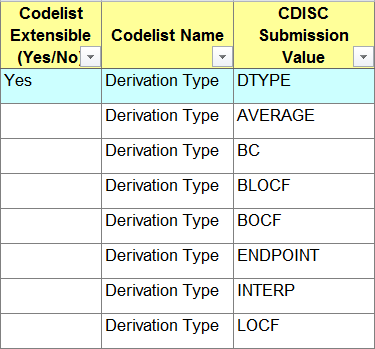 Codelist Extensible (Yes/No) Codelist Name CDISC Submission Value
Yes Derivation Type DTYPE
Derivation Type AVERAGE
Derivation Type BC
Derivation Type BLOCF
Derivation Type BOCF
Derivation Type ENDPOINT
Derivation Type INTERP
Derivation Type LOCF